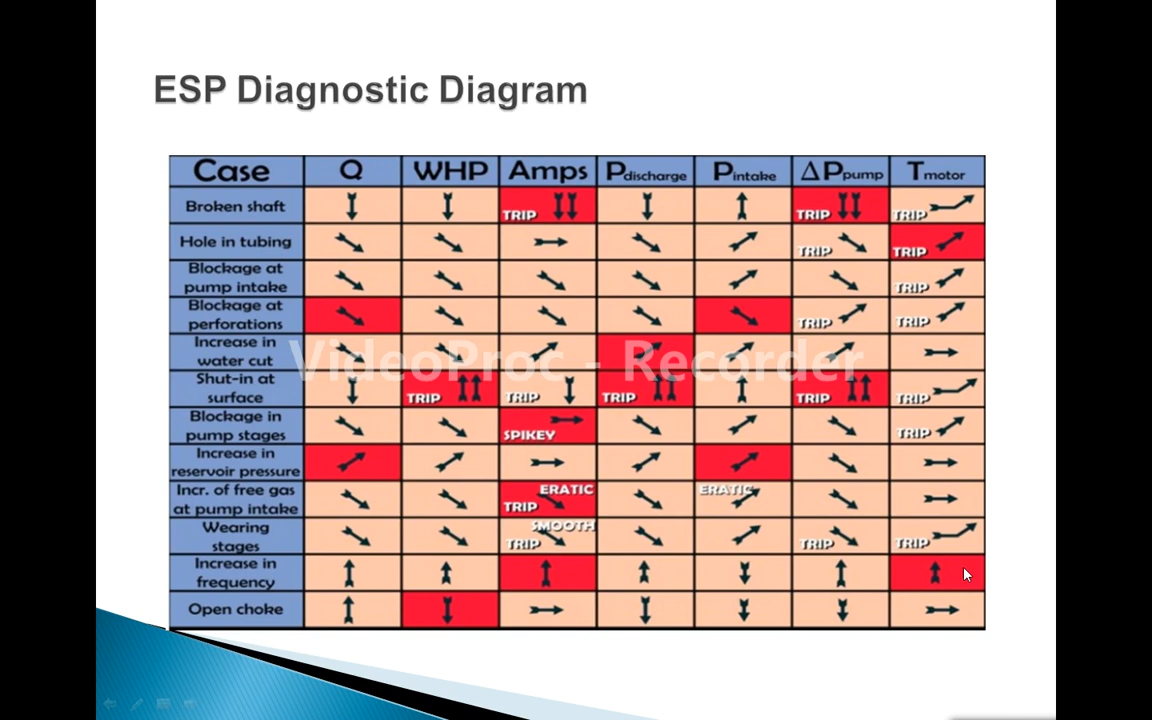 ESP Diagnostic Diagram
Case Q WHP Amps Pdischarge Pintake ΔPpump Tmotor
Broken shaft TRIP TRIP TRIP
Hole in tubing TRIP TRIP
Blockage at
pump intake TRIP
Blockage at
perforations TRIP TRIP
Increase in
water cut
VideoProc - Recorder
Shut-in at
surface TRIP TRIP TRIP TRIP TRIP
Blockage in
pump stages SPIKEY TRIP
Increase in
reservoir pressure
Incr. of free gas ERATIC ERATIC
at pump intake TRIP
Wearing SMOOTH
stages TRIP TRIP TRIP
Increase in
frequency
Open choke